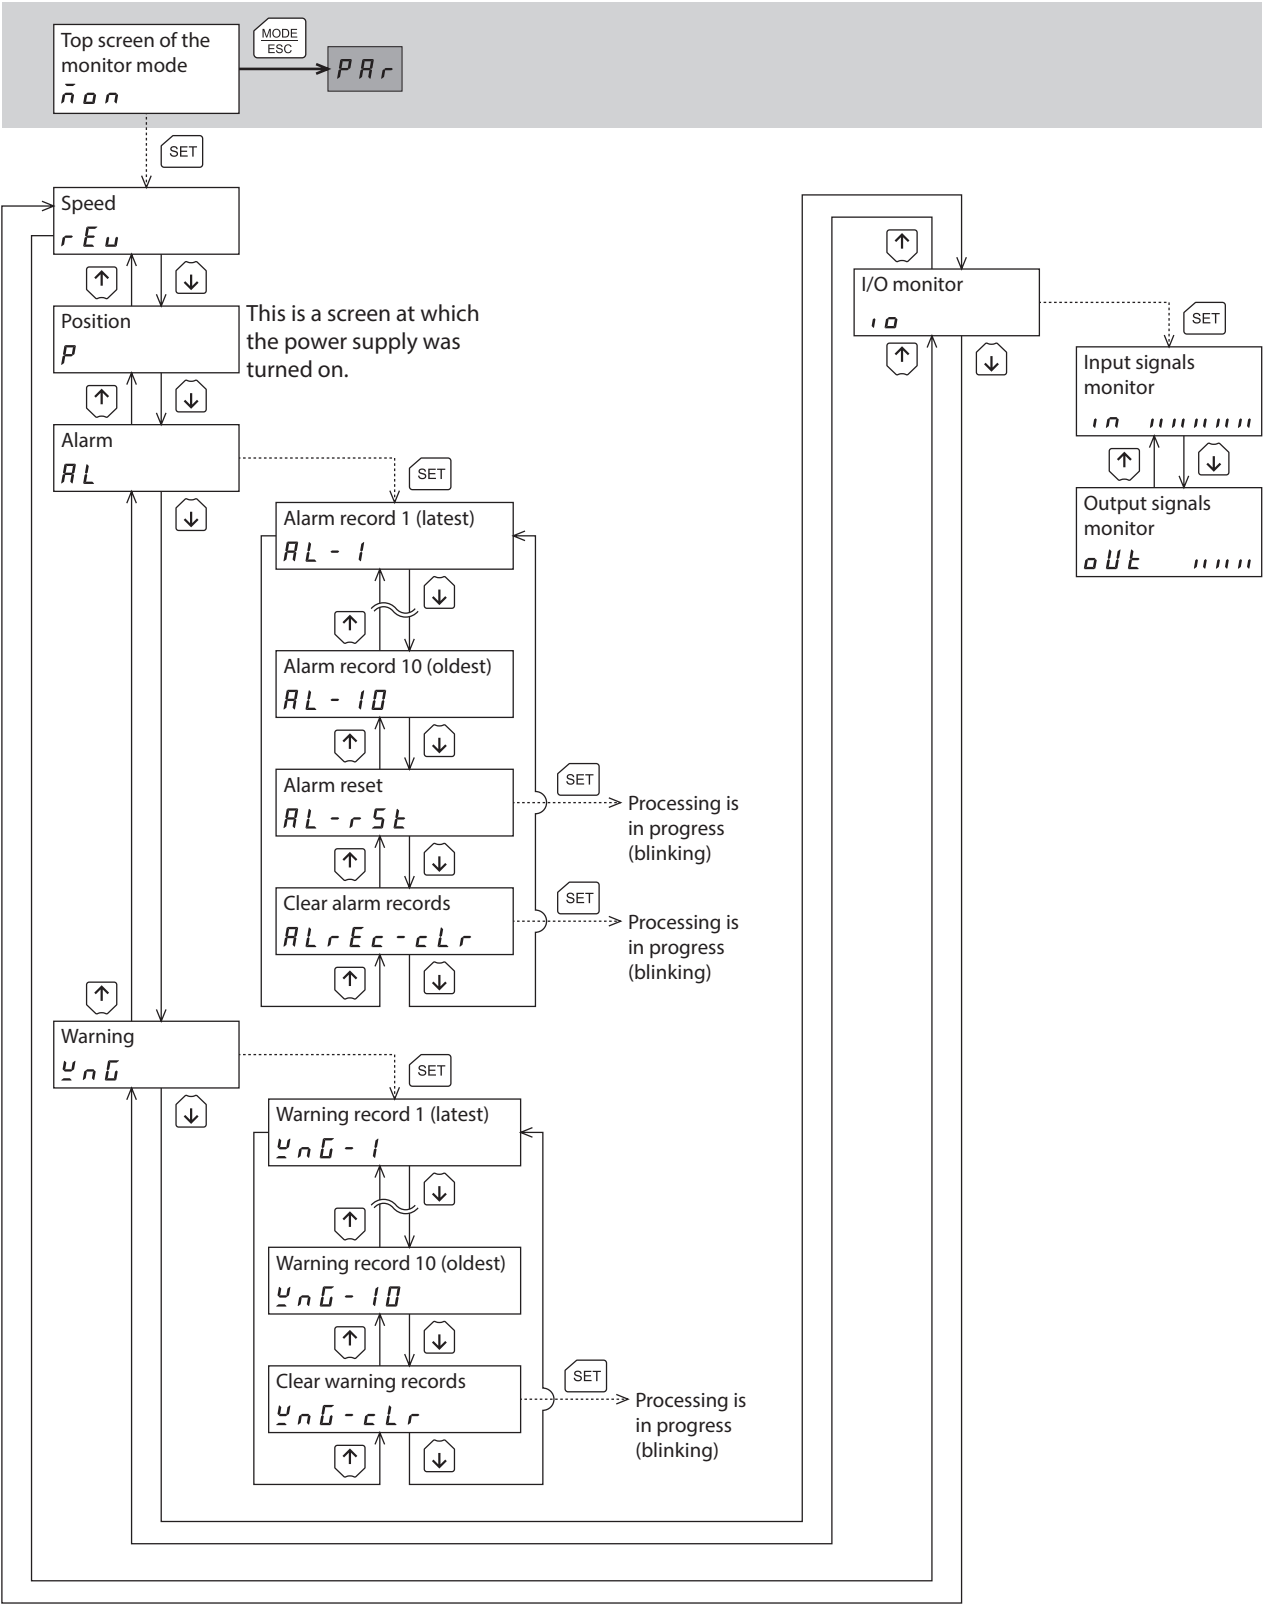 Top screen of the
monitor mode
non
MODE
ESC
PAr
SET
Speed
rEu
Position
P
This is a screen at which
the power supply was
turned on.
Alarm
AL
SET
Alarm record 1 (latest)
AL-1
Alarm record 10 (oldest)
AL-10
Alarm reset
AL-rSt
SET
Processing is
in progress
(blinking)
Clear alarm records
ALrEc-cLr
SET
Processing is
in progress
(blinking)
Warning
WnG
SET
Warning record 1 (latest)
WnG-1
Warning record 10 (oldest)
WnG-10
Clear warning records
WnG-cLr
SET
Processing is
in progress
(blinking)
I/O monitor
io
SET
Input signals
monitor
in
Output signals
monitor
oUt